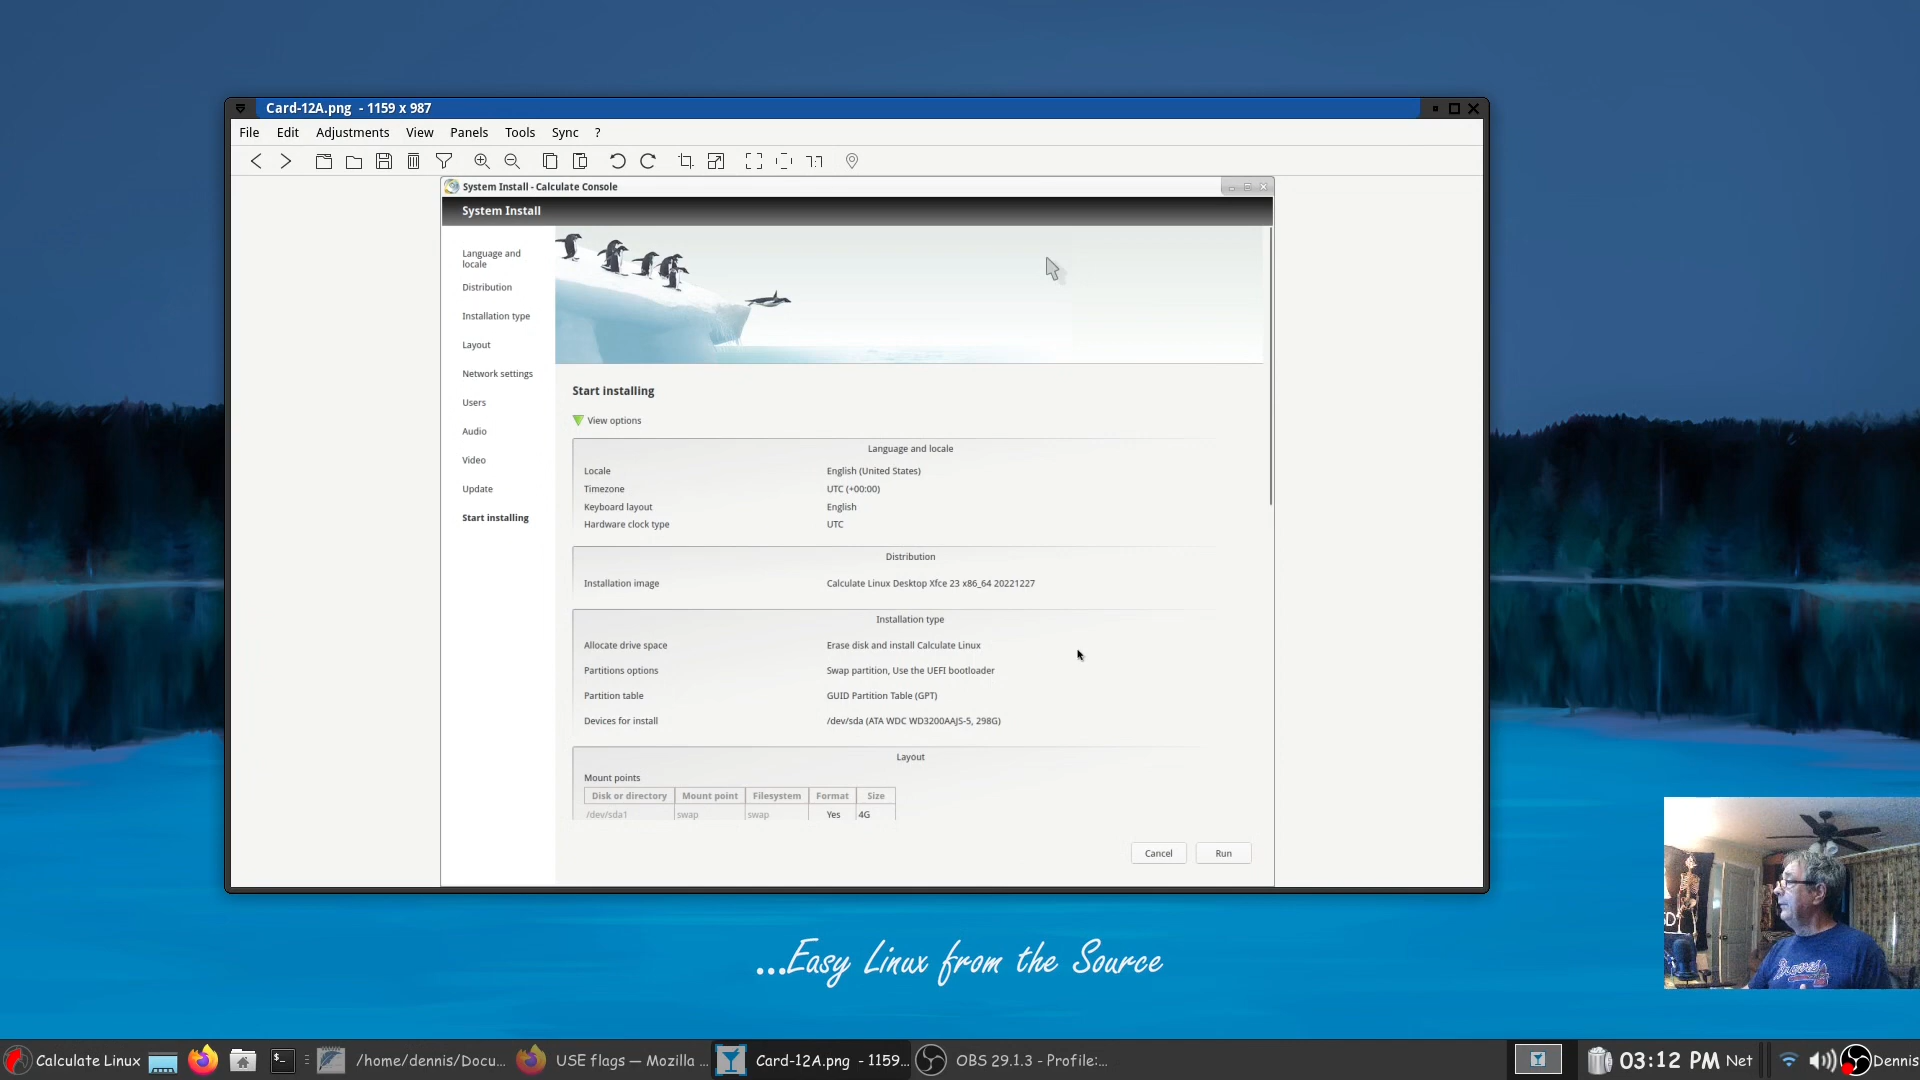 Card-12A.png - 1159 x 987
File Edit Adjustments View Panels Tools Sync ?
System Install - Calculate Console
System Install
Language and
locale
Distribution
Installation type
Layout
Network settings
Users
Audio
Video
Update
Start installing
Start installing
View options
Language and locale
Locale English (United States)
Timezone UTC (+00:00)
Keyboard layout English
Hardware clock type UTC
Distribution
Installation image Calculate Linux Desktop Xfce 23 x86_64 20221227
Installation type
Allocate drive space Erase disk and install Calculate Linux
Partitions options Swap partition, Use the UEFI bootloader
Partition table GUID Partition Table (GPT)
Devices for install /dev/sda (ATA WDC WD3200AAJS-5, 298G)
Layout
Mount points
Disk or directory Mount point Filesystem Format Size
/dev/sda1 swap swap Yes 4G
Cancel Run
...Easy Linux from the Source
Braves
Calculate Linux /home/dennis/Docu... USE flags — Mozilla ... Card-12A.png - 1159... OBS 29.1.3 - Profile:... 03:12 PM Net Dennis